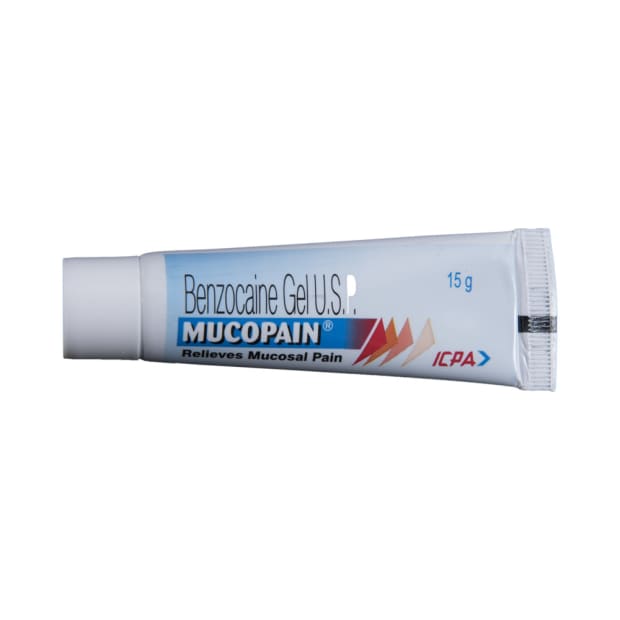 Benzocaine Gel U.S.P.
MUCOPAIN®
Relieves Mucosal Pain
15 g
ICPA